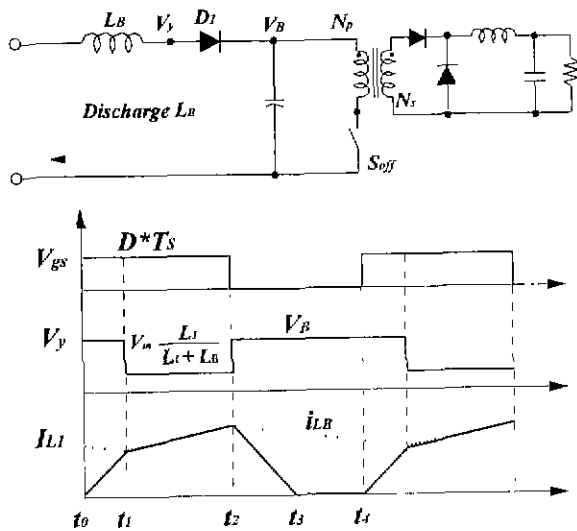 L_B V_y D1 V_B N_p
Discharge L_B
N_s
S_off
D*T_S
V_gs
V_y V_in L_1 / L_1 + L_B V_B
I_L1 i_LB
t_0 t_1 t_2 t_3 t_4